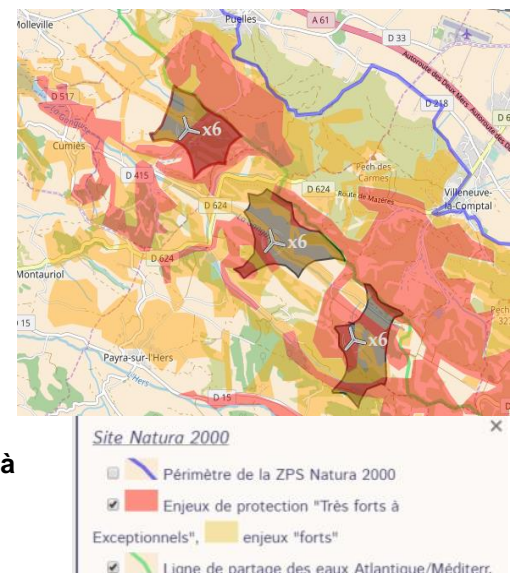 Molleville
Puelles
A 61
D 33
Autoroute des Deux Mers
D 517
D 218
Cumiès
x6
Pech des
Carmes
D 415
D 624
D 624
Route de Mazères
Villeneuve-
la-Comptal
x6
D 624
Montauriol
D 15
x6
Payra-sur-l'Hers
D 15
à
Site Natura 2000
×
Périmètre de la ZPS Natura 2000
Enjeux de protection "Très forts à
Exceptionnels", enjeux "forts"
Ligne de partage des eaux Atlantique/Méditerr.